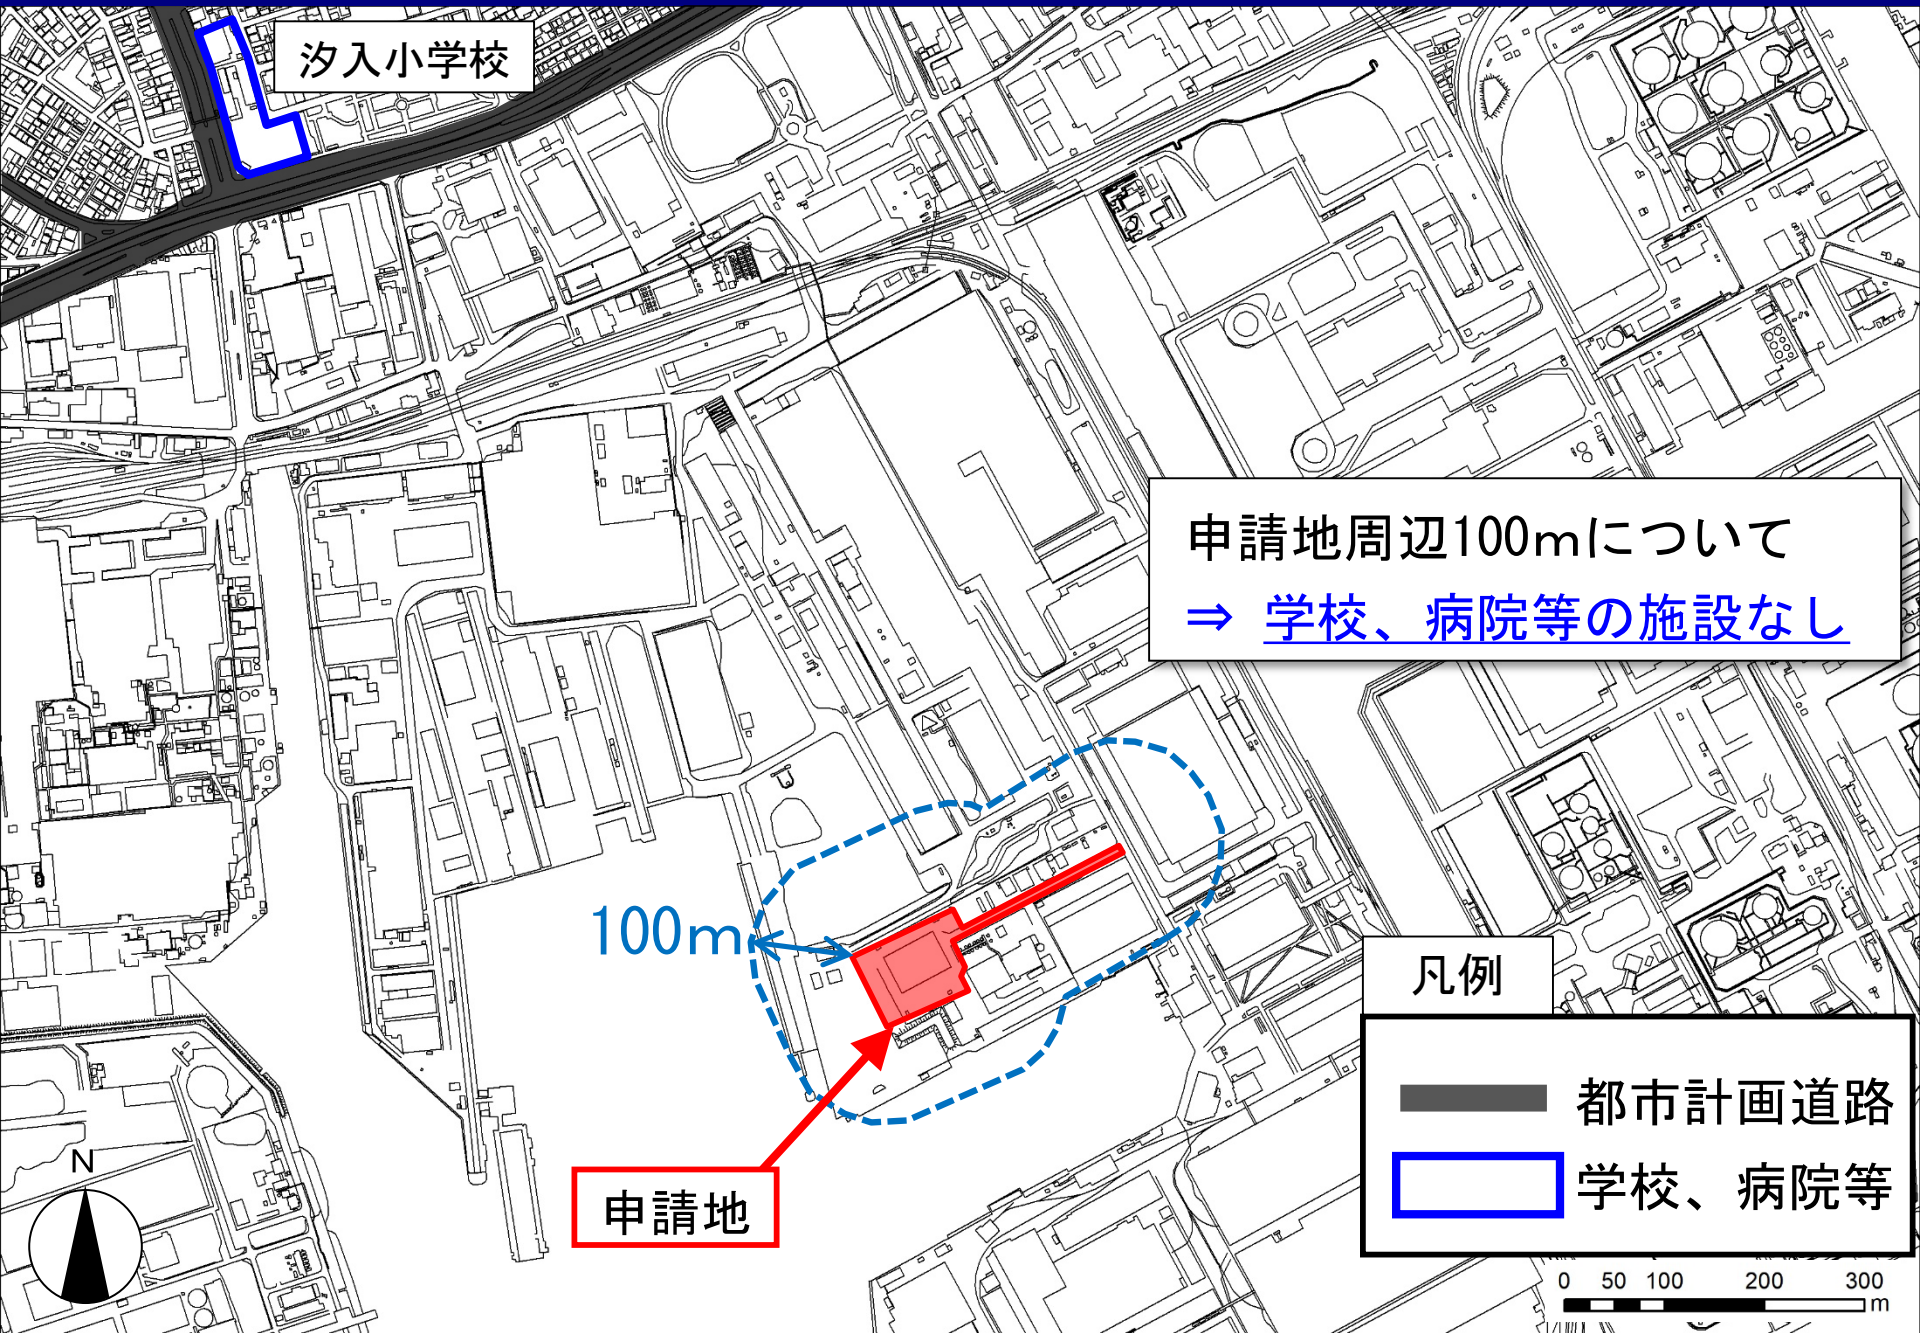 汐入小学校
申請地周辺100mについて
⇒ 学校、病院等の施設なし
100m
申請地
凡例
都市計画道路
学校、病院等
N
0 50 100 200 300
m